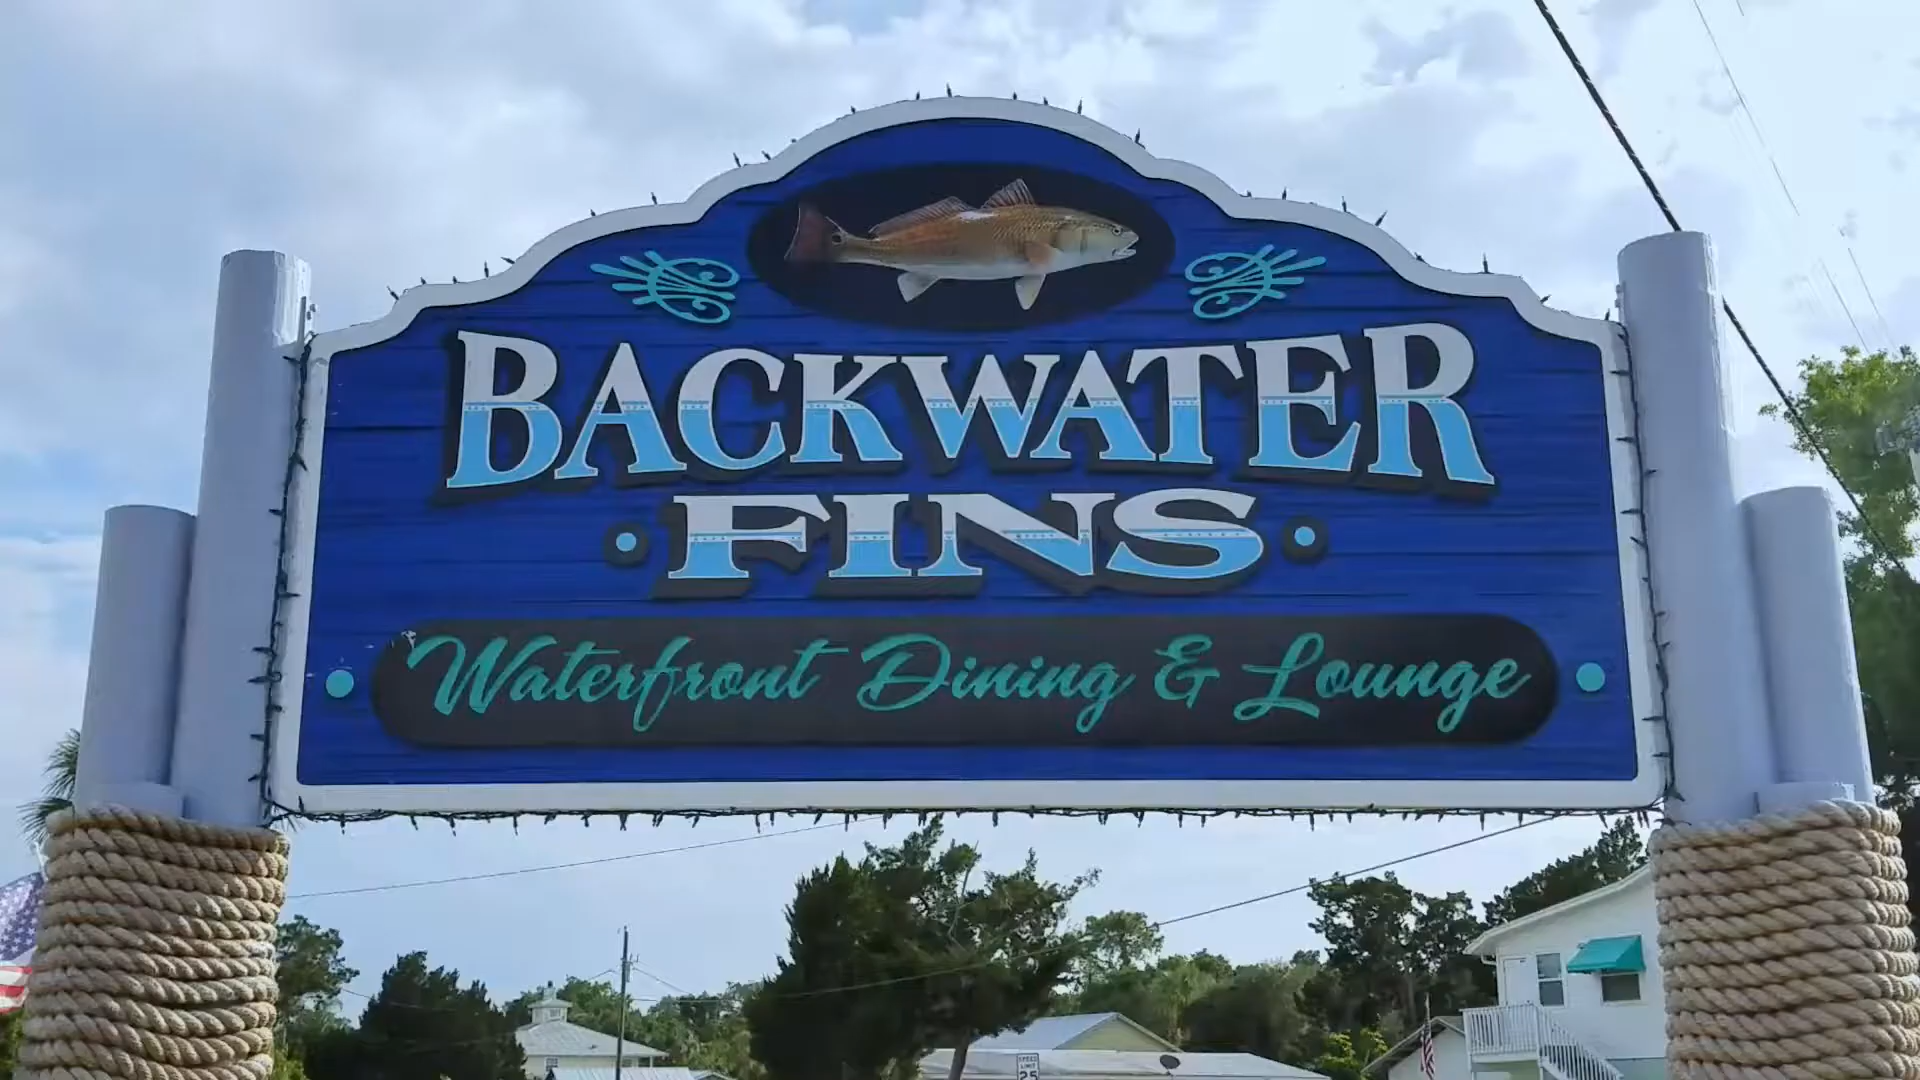 BACKWATER
FINS
Waterfront Dining & Lounge
SPEED
LIMIT
25